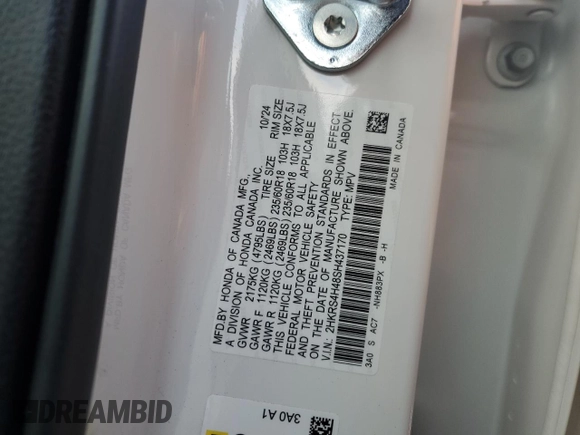 MFD.BY HONDA OF CANADA MFG., 10/24
A DIVISION OF HONDA CANADA INC.
GVWR 2175KG (4795LBS) TIRE SIZE RIM SIZE
GAWR F 1120KG (2469LBS) 235/60R18 103H 18X7.5J
GAWR R 1120KG (2469LBS) 235/60R18 103H 18X7.5J
THIS VEHICLE CONFORMS TO ALL APPLICABLE
FEDERAL MOTOR VEHICLE SAFETY
AND THEFT PREVENTION STANDARDS IN EFFECT
ON THE DATE OF MANUFACTURE SHOWN ABOVE.
V.I.N.: 2HKRS4H46SH437170 TYPE: MPV
3A0 S AC7 -NH883PX -B -H MADE IN CANADA
3A0 A1
DREAMBID